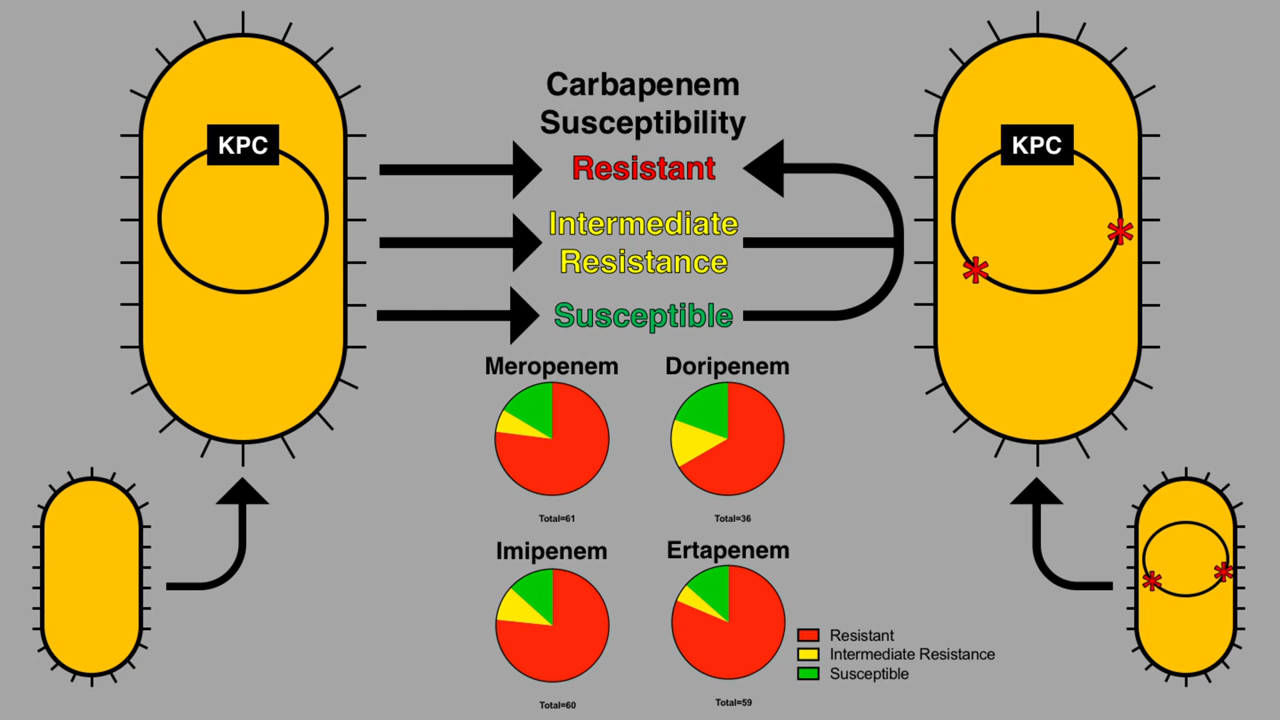 Carbapenem
Susceptibility
KPC
Resistant
KPC
Intermediate
Resistance
*
*
Susceptible
Meropenem
Doripenem
Total=61
Total=36
Imipenem
Ertapenem
*
*
Resistant
Intermediate Resistance
Susceptible
Total=60
Total=59